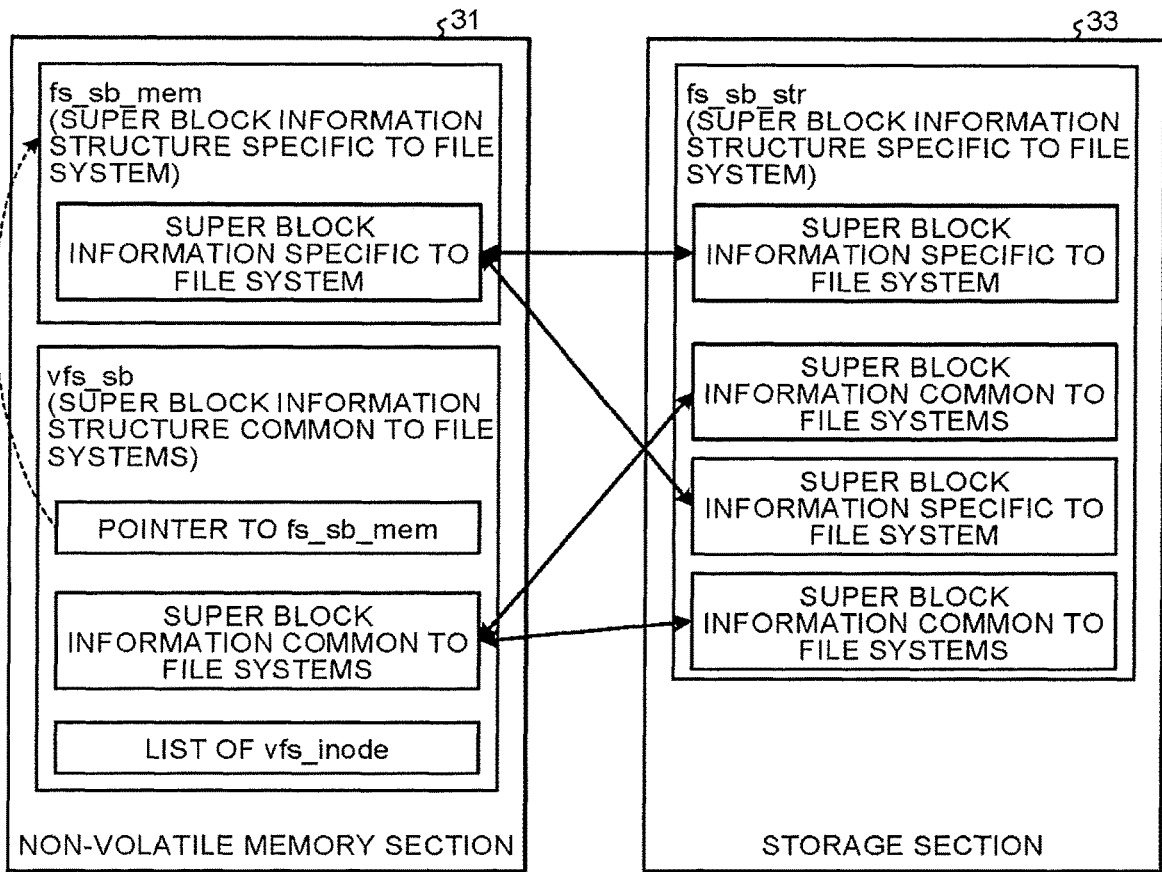 31
fs_sb_mem
(SUPER BLOCK INFORMATION
STRUCTURE SPECIFIC TO FILE
SYSTEM)
SUPER BLOCK
INFORMATION SPECIFIC TO
FILE SYSTEM
vfs_sb
(SUPER BLOCK INFORMATION
STRUCTURE COMMON TO FILE
SYSTEMS)
POINTER TO fs_sb_mem
SUPER BLOCK
INFORMATION COMMON TO
FILE SYSTEMS
LIST OF vfs_inode
NON-VOLATILE MEMORY SECTION
33
fs_sb_str
(SUPER BLOCK INFORMATION
STRUCTURE SPECIFIC TO FILE
SYSTEM)
SUPER BLOCK
INFORMATION SPECIFIC TO
FILE SYSTEM
SUPER BLOCK
INFORMATION COMMON TO
FILE SYSTEMS
SUPER BLOCK
INFORMATION SPECIFIC TO
FILE SYSTEM
SUPER BLOCK
INFORMATION COMMON TO
FILE SYSTEMS
STORAGE SECTION